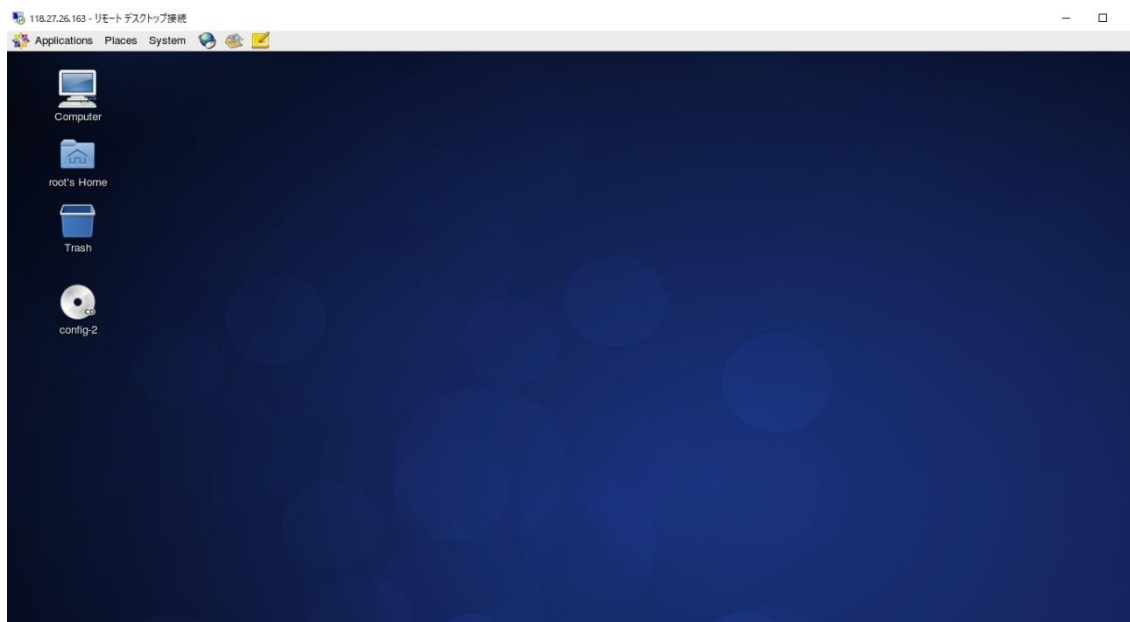 118.27.26.163 - リモート デスクトップ接続
Applications Places System
Computer
root's Home
Trash
CD
config-2